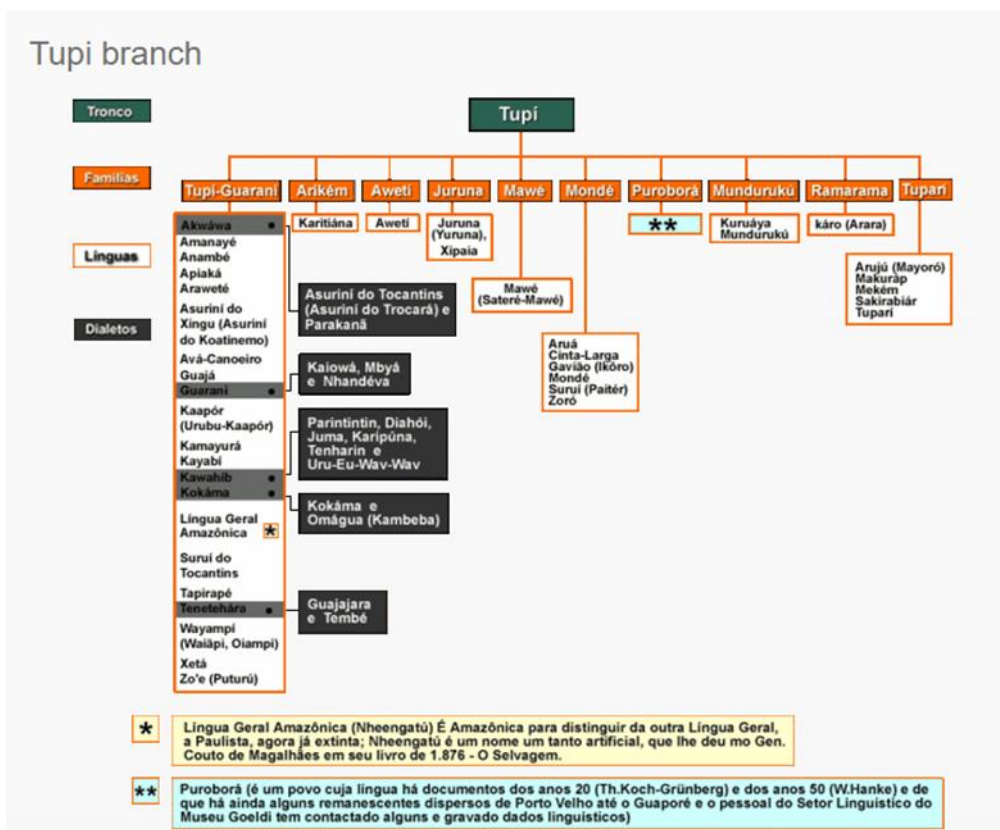 Tupi branch
Tronco
Tupí
Famílias
Tupí-Guaraní
Arikém
Awetí
Juruna
Mawé
Mondé
Puroborá
Mundurukú
Ramarama
Tuparí
Línguas
Dialetos
Akwáwa
Amanayé
Anambé
Apiaká
Araweté
Asuriní do
Xingu (Asuriní
do Koatinemo)
Avá-Canoeiro
Guajá
Guarani
Kaapór
(Urubu-Kaapór)
Kamayurá
Kayabí
Kawahíb
Kokáma
Língua Geral
Amazônica *
Suruí do
Tocantins
Tapirapé
Tenetehára
Wayampí
(Waiãpi, Oiampi)
Xetá
Zo'e (Puturú)
Asuriní do Tocantins
(Asuriní do Trocará) e
Parakanã
Kaiowá, Mbyá
e Nhandéva
Parintintin, Diahói,
Juma, Karipúna,
Tenharin e
Uru-Eu-Wav-Wav
Kokáma e
Omágua (Kambeba)
Guajajara
e Tembé
Karitiána
Awetí
Juruna
(Yuruna),
Xipaia
Mawé
(Sateré-Mawé)
Aruá
Cinta-Larga
Gavião (Ikõro)
Mondé
Suruí (Paitér)
Zoró
**
Kuruáya
Mundurukú
káro (Arara)
Arujú (Mayoró)
Makuráp
Mekém
Sakirabiár
Tuparí
*
Língua Geral Amazônica (Nheengatú) É Amazônica para distinguir da outra Língua Geral,
a Paulista, agora já extinta; Nheengatú é um nome um tanto artificial, que lhe deu mo Gen.
Couto de Magalhães em seu livro de 1.876 - O Selvagem.
**
Puroborá (é um povo cuja língua há documentos dos anos 20 (Th.Koch-Grünberg) e dos anos 50 (W.Hanke) e de
que há ainda alguns remanescentes dispersos de Porto Velho até o Guaporé e o pessoal do Setor Linguístico do
Museu Goeldi tem contactado alguns e gravado dados linguísticos)